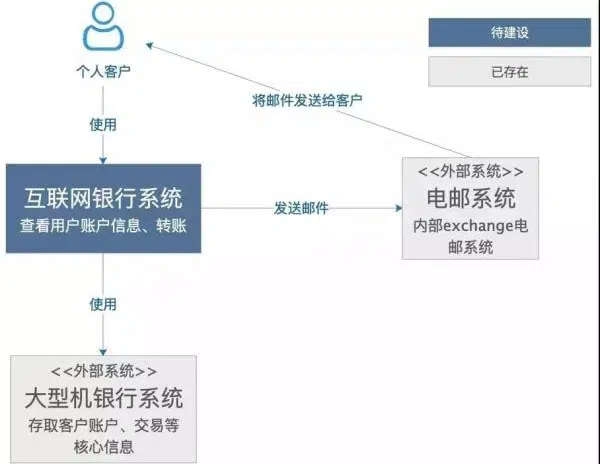 个人客户
待建设
已存在
将邮件发送给客户
使用
互联网银行系统
查看用户账户信息、转账
发送邮件
<<外部系统>>
电邮系统
内部exchange电
邮系统
使用
<<外部系统>>
大型机银行系统
存取客户账户、交易等
核心信息